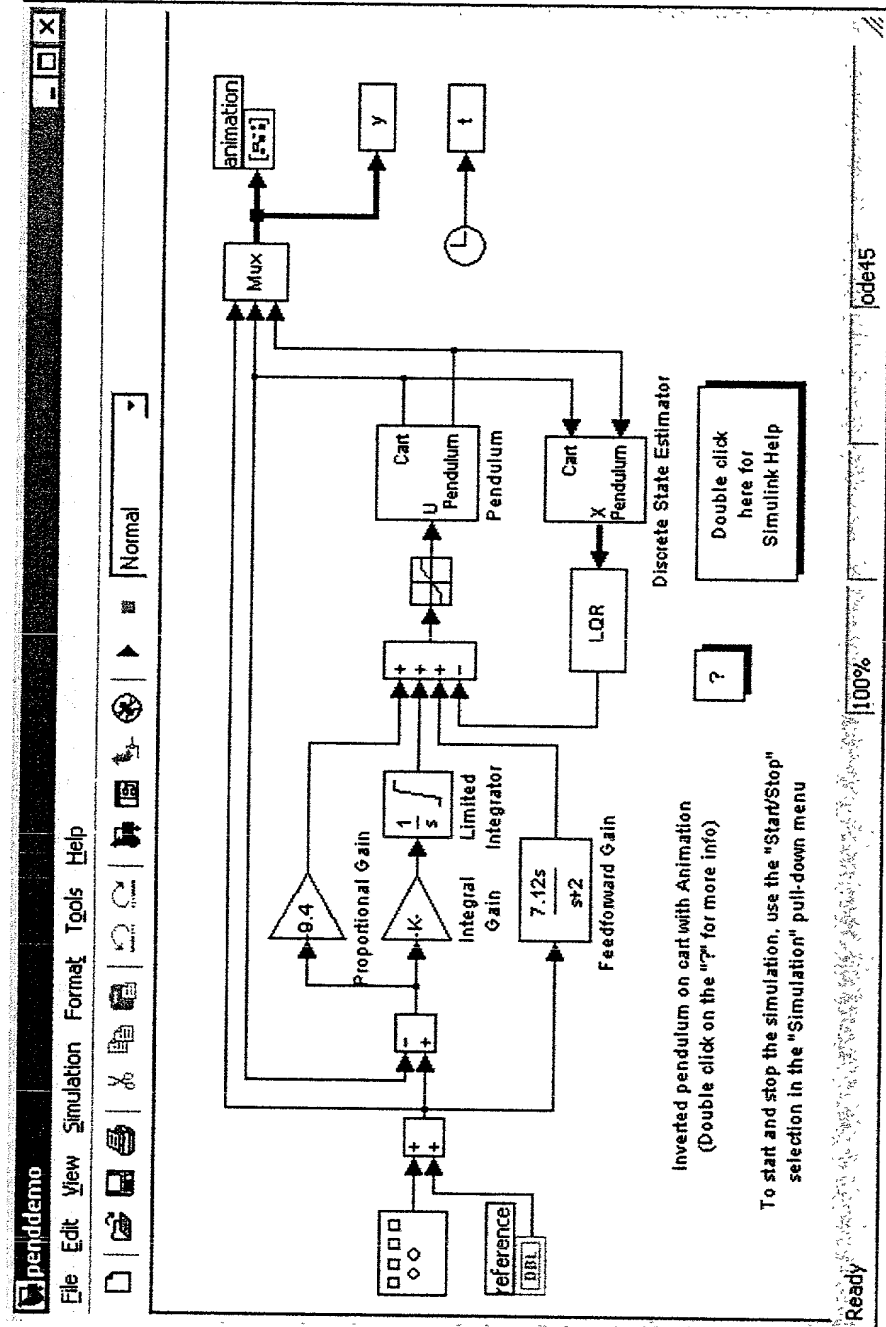 penddemo
File Edit View Simulation Format Tools Help
Normal
animation
Mux
y
t
-9.4
Proportional Gain
-K-
Integral
Gain
1
s
Limited
Integrator
7.12s
s+2
Feedforward Gain
+
+
-
+
+
+
+
-
U
Cart
Pendulum
Pendulum
X
Cart
Pendulum
Discrete State Estimator
LQR
reference
DBL
?
Double click
here for
Simulink Help
Inverted pendulum on cart with Animation
(Double click on the "?" for more info)
To start and stop the simulation, use the "Start/Stop"
selection in the "Simulation" pull-down menu
Ready
100%
ode45